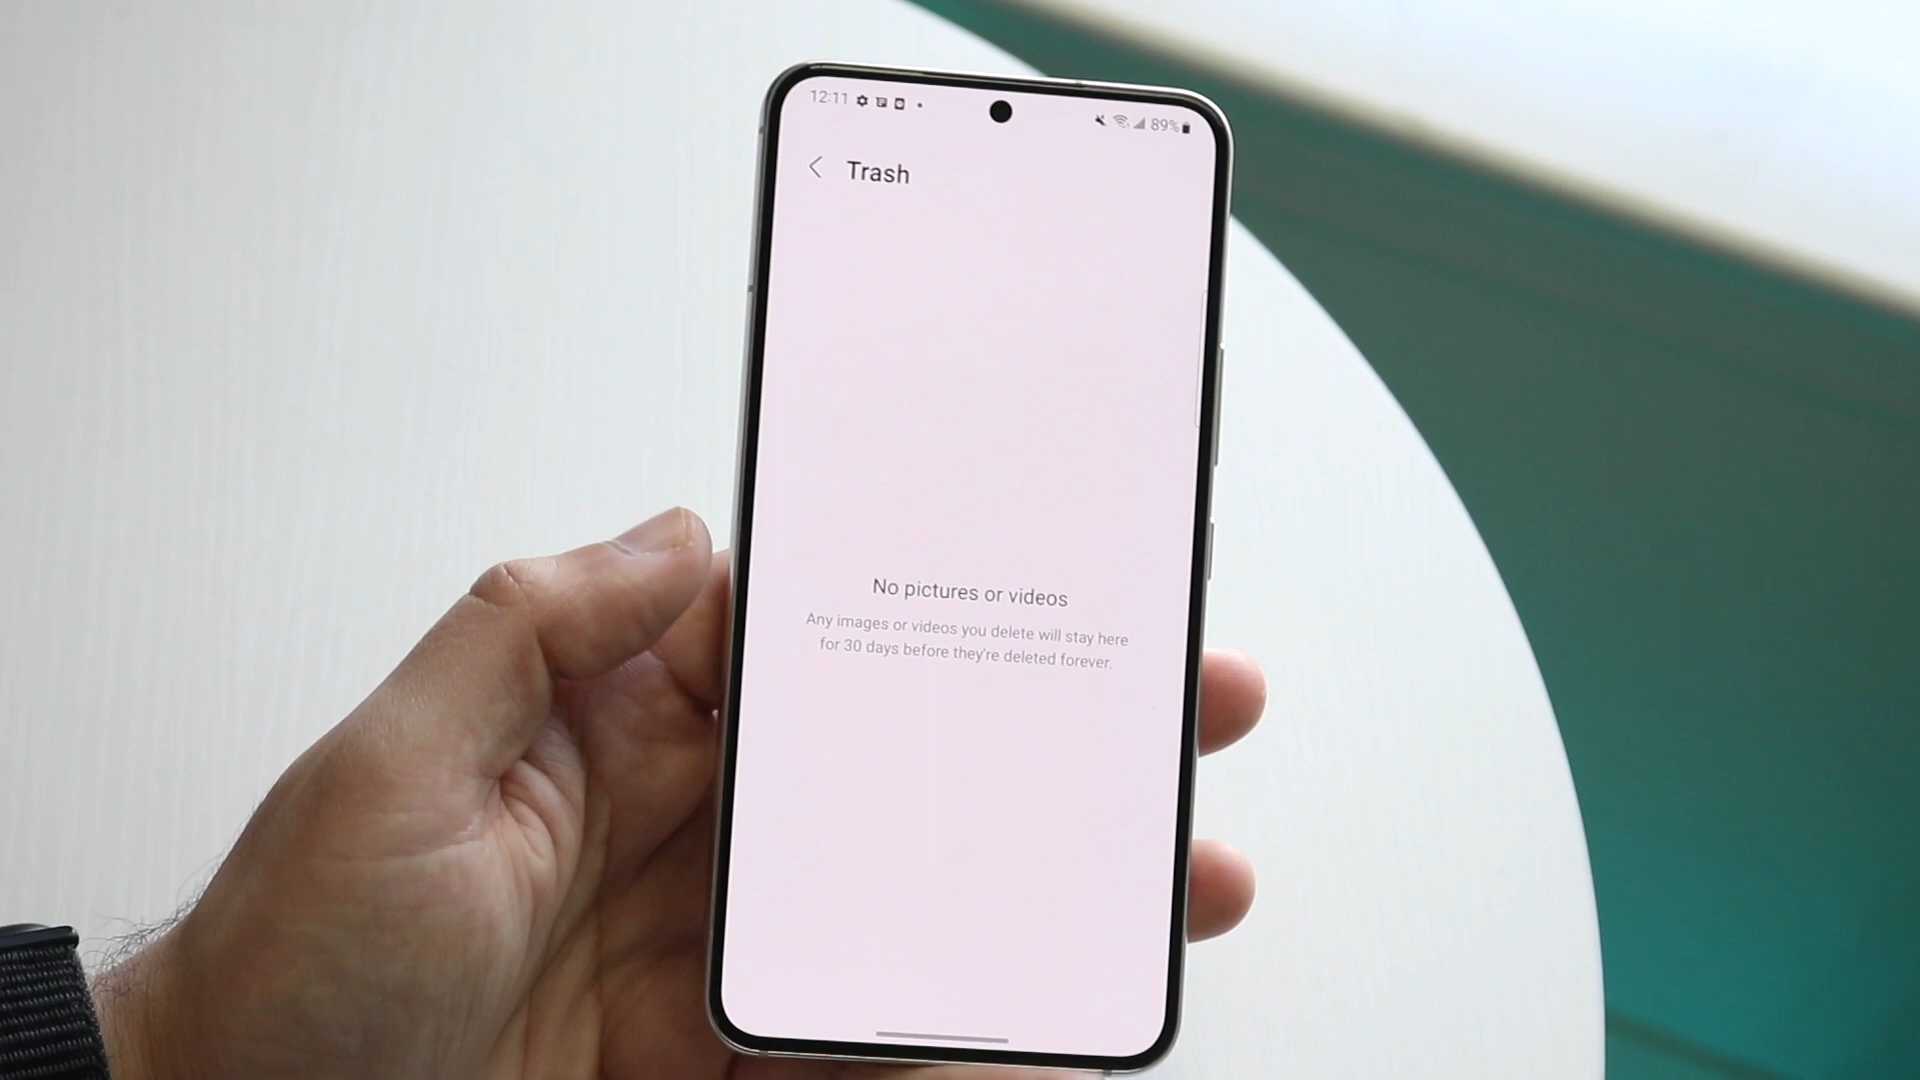 12:11
89%
Trash
No pictures or videos
Any images or videos you delete will stay here
for 30 days before they're deleted forever.